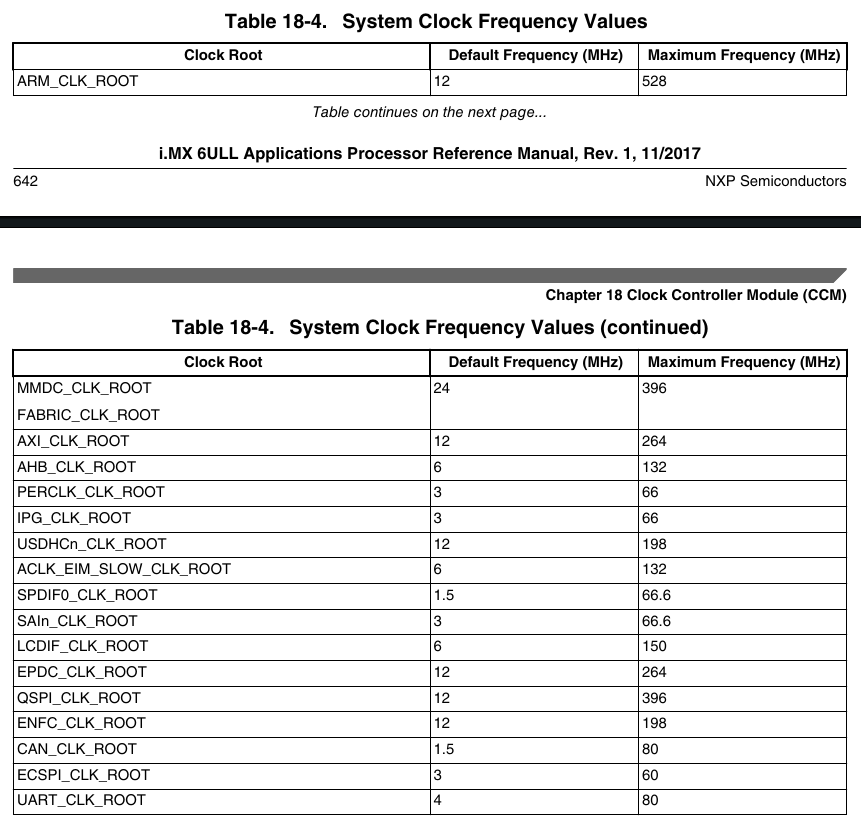 Table 18-4. System Clock Frequency Values
Clock Root Default Frequency (MHz) Maximum Frequency (MHz)
ARM_CLK_ROOT 12 528
Table continues on the next page...
i.MX 6ULL Applications Processor Reference Manual, Rev. 1, 11/2017
642 NXP Semiconductors
Chapter 18 Clock Controller Module (CCM)
Table 18-4. System Clock Frequency Values (continued)
Clock Root Default Frequency (MHz) Maximum Frequency (MHz)
MMDC_CLK_ROOT 24 396
FABRIC_CLK_ROOT
AXI_CLK_ROOT 12 264
AHB_CLK_ROOT 6 132
PERCLK_CLK_ROOT 3 66
IPG_CLK_ROOT 3 66
USDHCn_CLK_ROOT 12 198
ACLK_EIM_SLOW_CLK_ROOT 6 132
SPDIF0_CLK_ROOT 1.5 66.6
SAIn_CLK_ROOT 3 66.6
LCDIF_CLK_ROOT 6 150
EPDC_CLK_ROOT 12 264
QSPI_CLK_ROOT 12 396
ENFC_CLK_ROOT 12 198
CAN_CLK_ROOT 1.5 80
ECSPI_CLK_ROOT 3 60
UART_CLK_ROOT 4 80